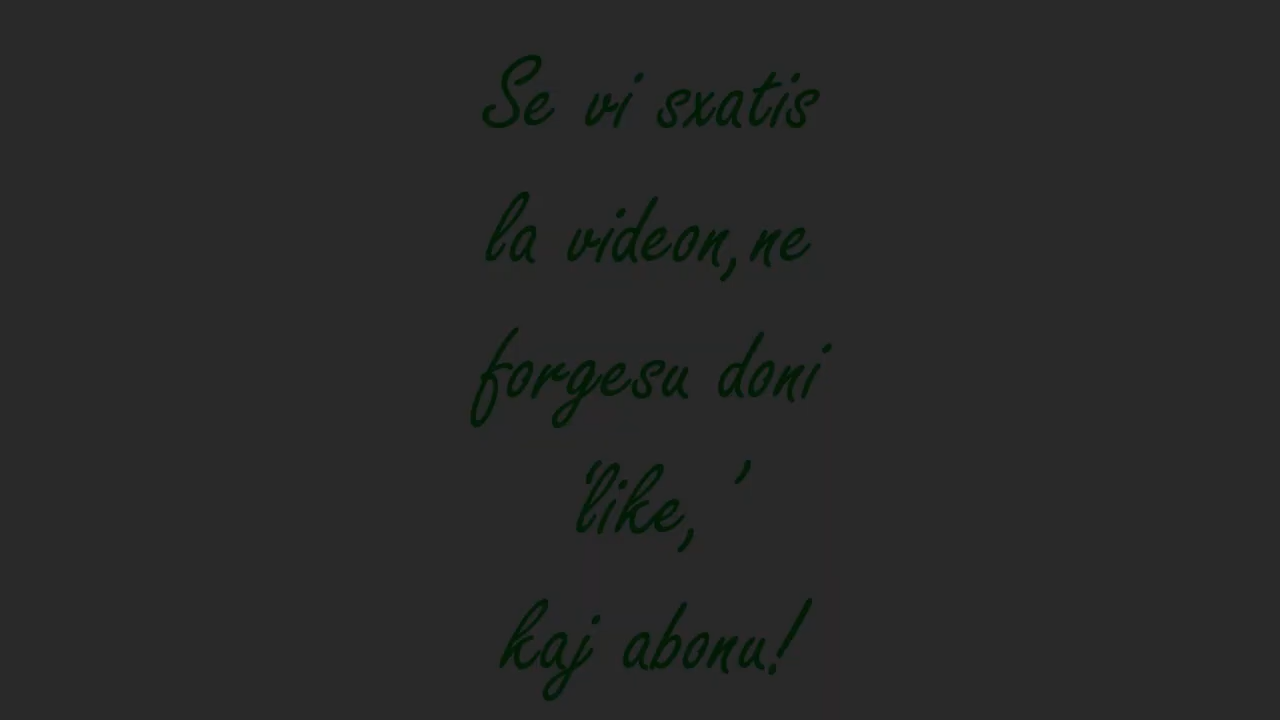 Se vi sxatis
la videon,ne
forgesu doni
'like, '
kaj abonu!